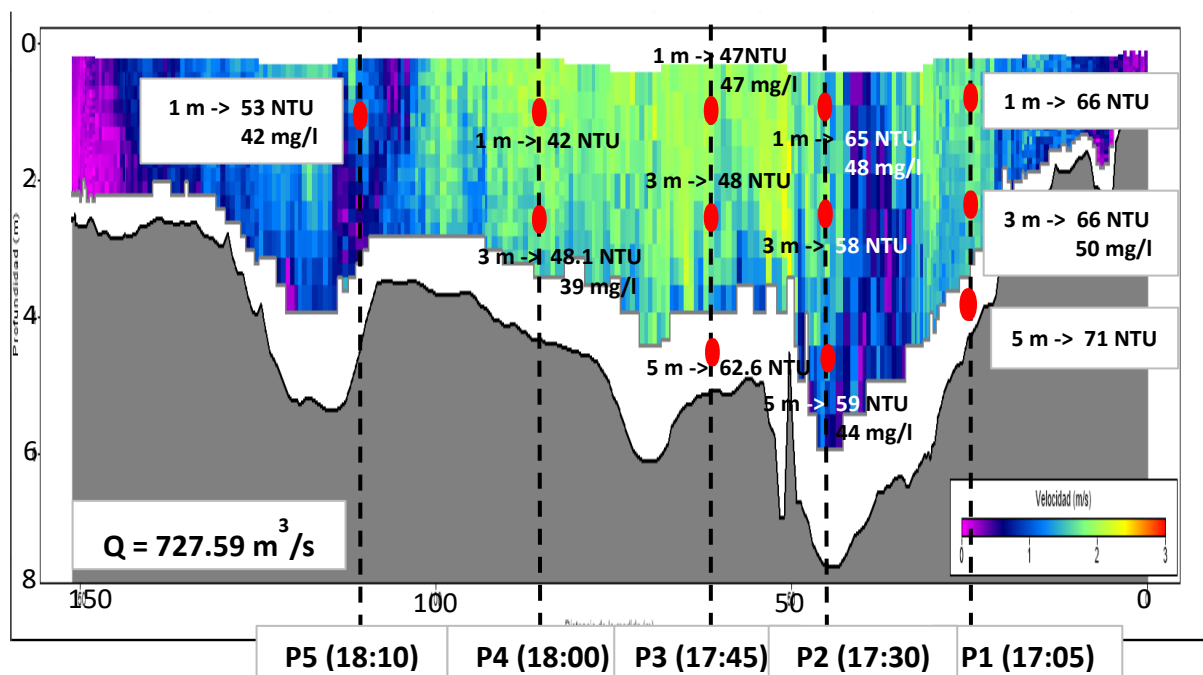 Profundidad (m)
0
2
4
6
8
1 m -> 53 NTU
42 mg/l
1 m -> 42 NTU
3 m -> 48.1 NTU
39 mg/l
1 m -> 47NTU
47 mg/l
3 m -> 48 NTU
5 m -> 62.6 NTU
1 m -> 65 NTU
48 mg/l
3 m -> 58 NTU
5 m -> 59 NTU
44 mg/l
1 m -> 66 NTU
3 m -> 66 NTU
50 mg/l
5 m -> 71 NTU
Velocidad (m/s)
0 1 2 3
Q = 727.59 m³/s
150 100 50 0
P5 (18:10) P4 (18:00) P3 (17:45) P2 (17:30) P1 (17:05)